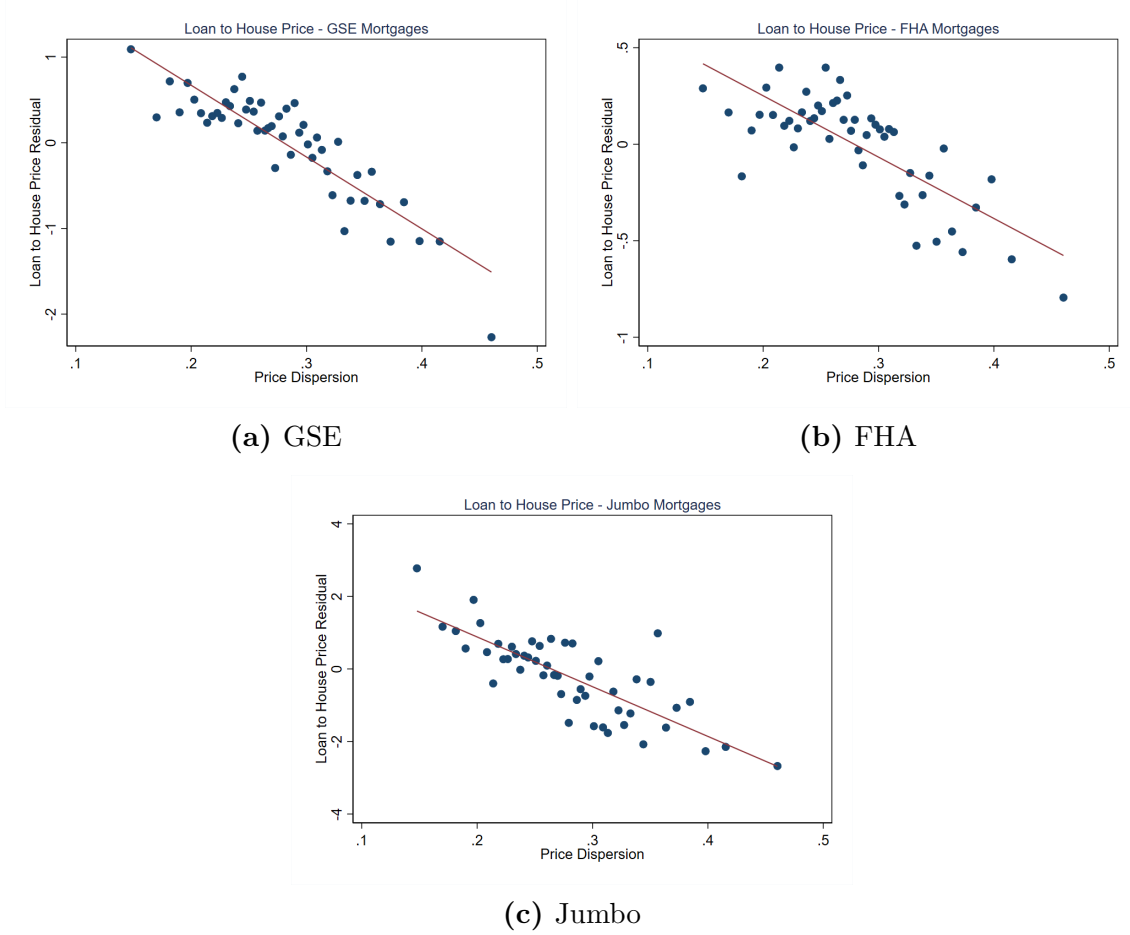 Loan to House Price - GSE Mortgages
Loan to House Price Residual
1
0
-1
-2
.1 .2 .3 .4 .5
Price Dispersion
(a) GSE
Loan to House Price - FHA Mortgages
Loan to House Price Residual
.5
0
-.5
-1
.1 .2 .3 .4 .5
Price Dispersion
(b) FHA
Loan to House Price - Jumbo Mortgages
Loan to House Price Residual
4
2
0
-2
-4
.1 .2 .3 .4 .5
Price Dispersion
(c) Jumbo